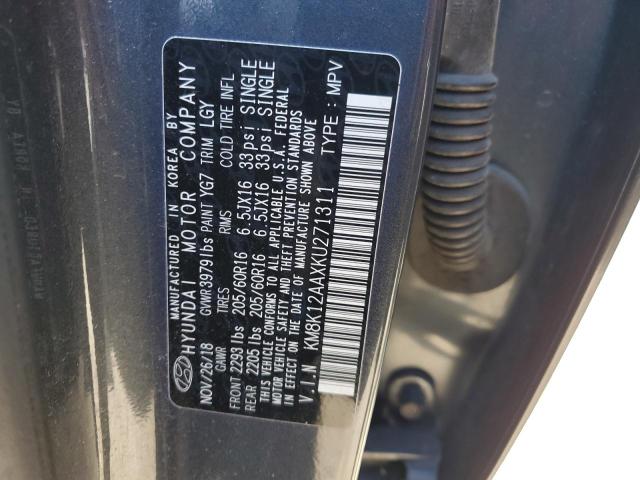 MANUFACTURED IN KOREA BY
HYUNDAI MOTOR COMPANY
NOV/26/18 GVWR3979lbs PAINT YG7 TRIM LGY
GAWR TIRES RIMS COLD TIRE INFL
FRONT 2293lbs 205/60R16 6.5JX16 33psi SINGLE
REAR 2205lbs 205/60R16 6.5JX16 33psi SINGLE
THIS VEHICLE CONFORMS TO ALL APPLICABLE U.S.A. FEDERAL
MOTOR VEHICLE SAFETY AND THEFT PREVENTION STANDARDS
IN EFFECT ON THE DATE OF MANUFACTURE SHOWN ABOVE
V.I.N KM8K12AAXKU271311 TYPE : MPV